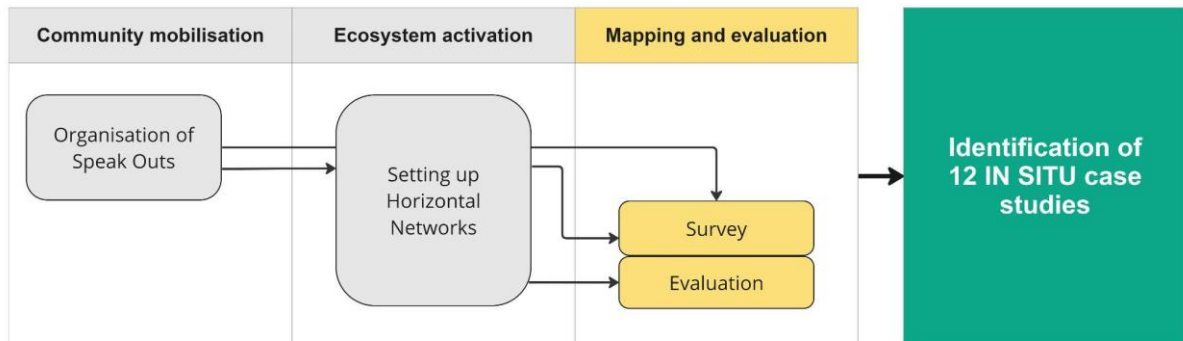 Community mobilisation
Ecosystem activation
Mapping and evaluation
Organisation of
Speak Outs
Setting up
Horizontal
Networks
Survey
Evaluation
Identification of
12 IN SITU case
studies